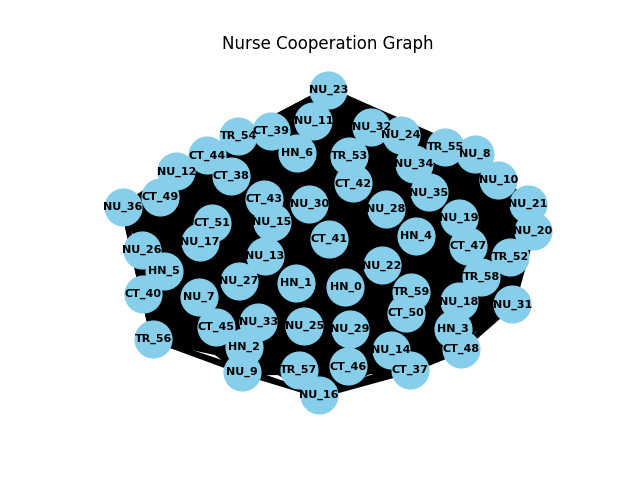 Nurse Cooperation Graph
NU_23
NU_11
NU_32
CT_39
TR_54
NU_24
TR_55
HN_6
TR_53
NU_8
CT_44
NU_34
NU_12
CT_38
NU_10
CT_42
NU_35
CT_49
CT_43
NU_30
NU_21
NU_36
NU_28
NU_19
NU_15
CT_51
NU_20
HN_4
CT_41
NU_17
CT_47
NU_26
NU_13
TR_52
NU_22
HN_5
TR_58
NU_27
HN_1
HN_0
TR_59
CT_40
NU_7
NU_18
NU_31
CT_50
NU_33
NU_25
CT_45
NU_29
HN_3
TR_56
HN_2
NU_14
CT_48
CT_46
NU_9
TR_57
CT_37
NU_16